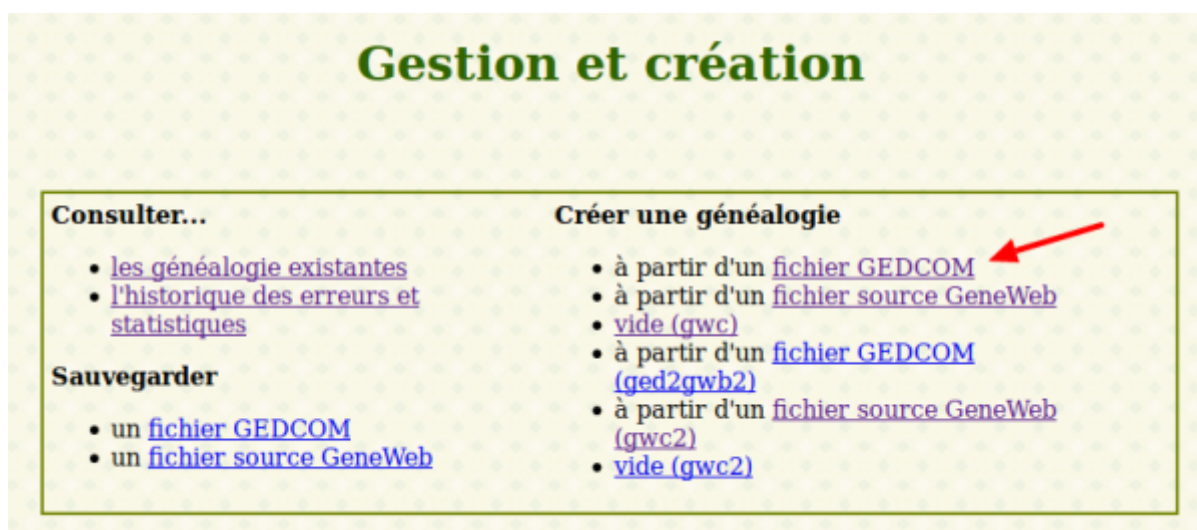 Gestion et création
Consulter...
• les généalogie existantes
• l'historique des erreurs et
statistiques
Sauvegarder
• un fichier GEDCOM
• un fichier source GeneWeb
Créer une généalogie
• à partir d'un fichier GEDCOM
• à partir d'un fichier source GeneWeb
• vide (gwc)
• à partir d'un fichier GEDCOM
(ged2gwb2)
• à partir d'un fichier source GeneWeb
(gwc2)
• vide (gwc2)